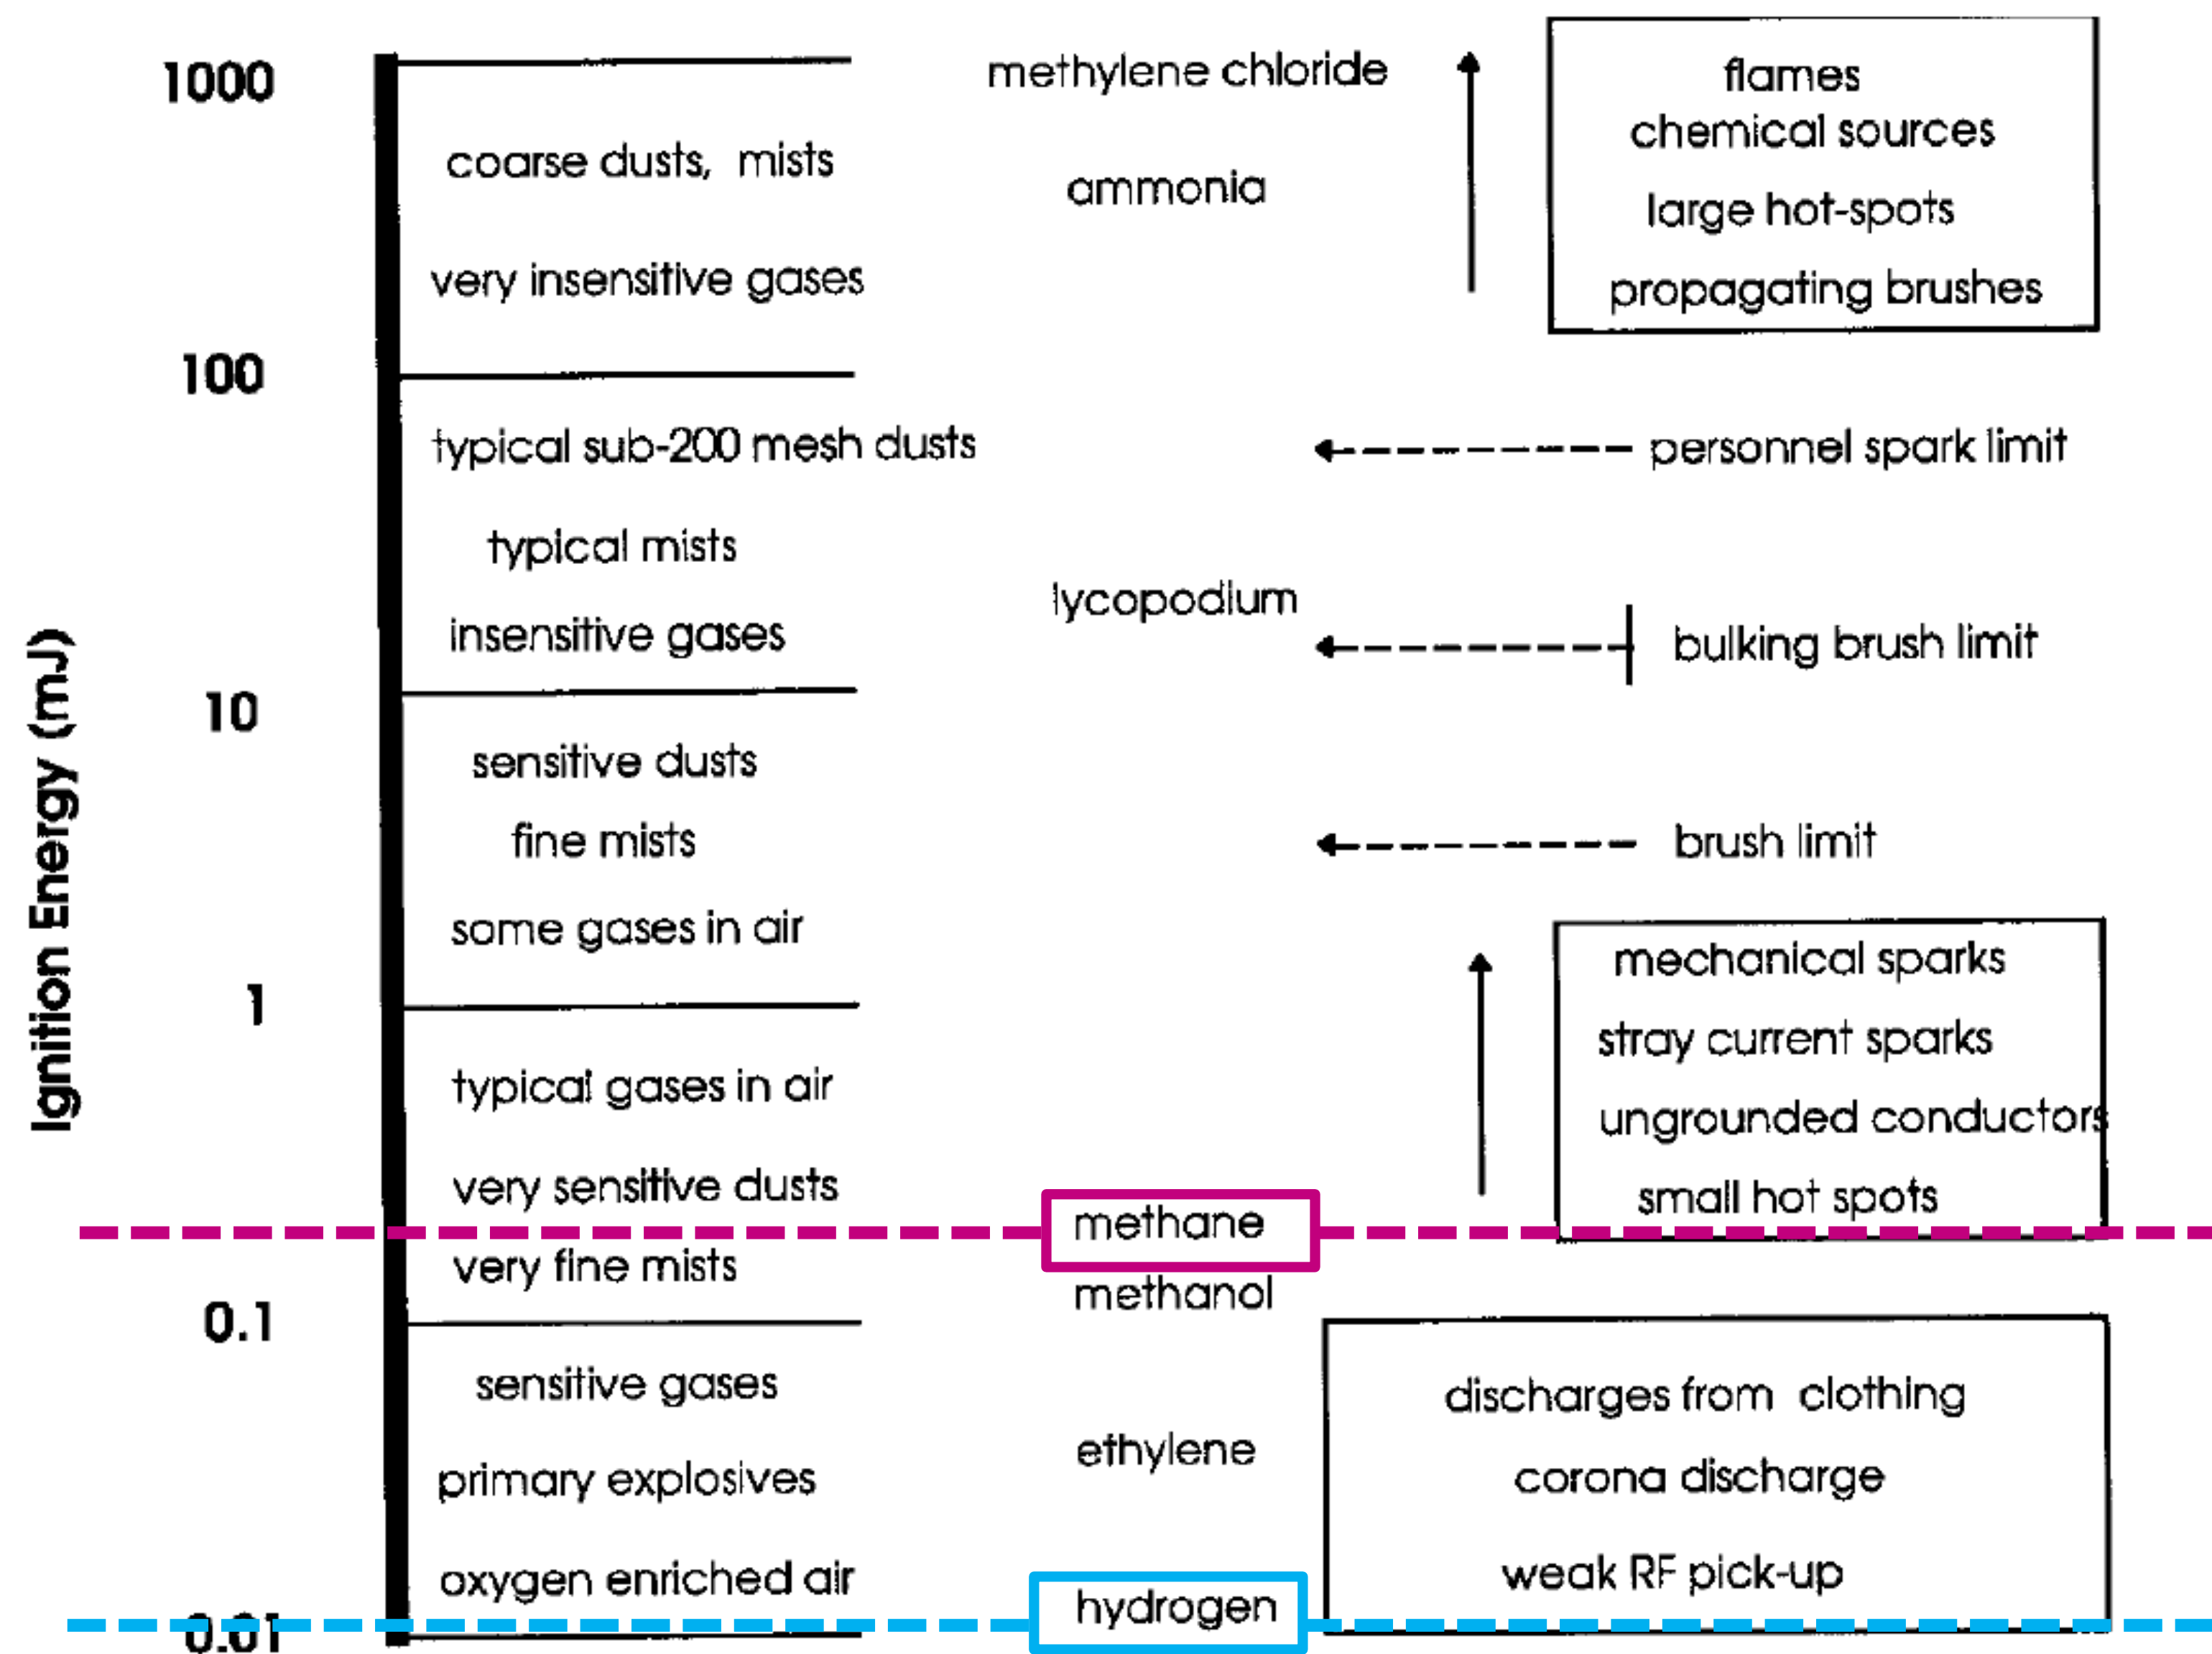 Ignition Energy (mJ)
1000
100
10
1
0.1
0.01
coarse dusts, mists
very insensitive gases
typical sub-200 mesh dusts
typical mists
insensitive gases
sensitive dusts
fine mists
some gases in air
typical gases in air
very sensitive dusts
very fine mists
sensitive gases
primary explosives
oxygen enriched air
methylene chloride
ammonia
lycopodium
methane
methanol
ethylene
hydrogen
flames
chemical sources
large hot-spots
propagating brushes
personnel spark limit
bulking brush limit
brush limit
mechanical sparks
stray current sparks
ungrounded conductors
small hot spots
discharges from clothing
corona discharge
weak RF pick-up